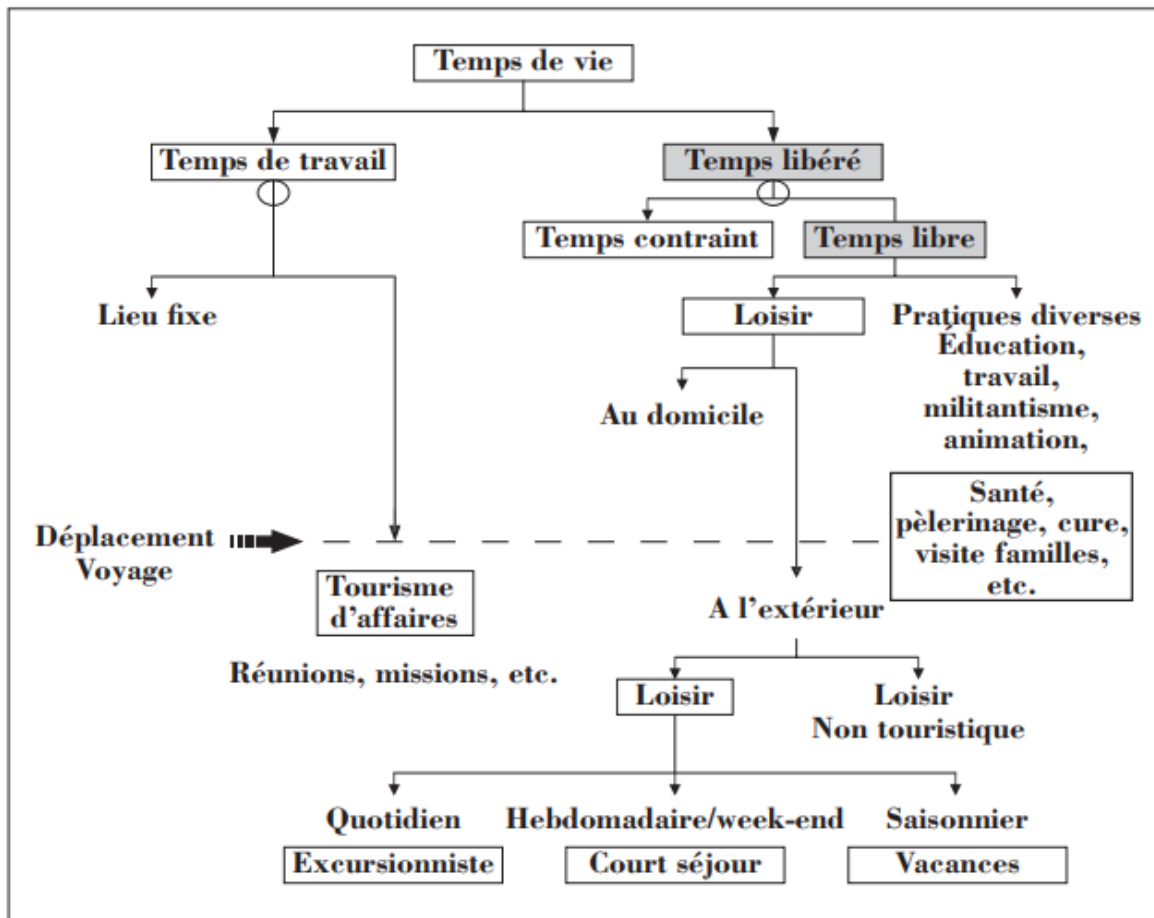 Temps de vie
Temps de travail
Temps libéré
Temps contraint
Temps libre
Lieu fixe
Loisir
Pratiques diverses
Éducation,
travail,
militantisme,
animation,
Au domicile
Santé,
pèlerinage, cure,
visite familles,
etc.
Déplacement
Voyage
Tourisme
d'affaires
A l'extérieur
Réunions, missions, etc.
Loisir
Loisir
Non touristique
Quotidien
Hebdomadaire/week-end
Saisonnier
Excursionniste
Court séjour
Vacances